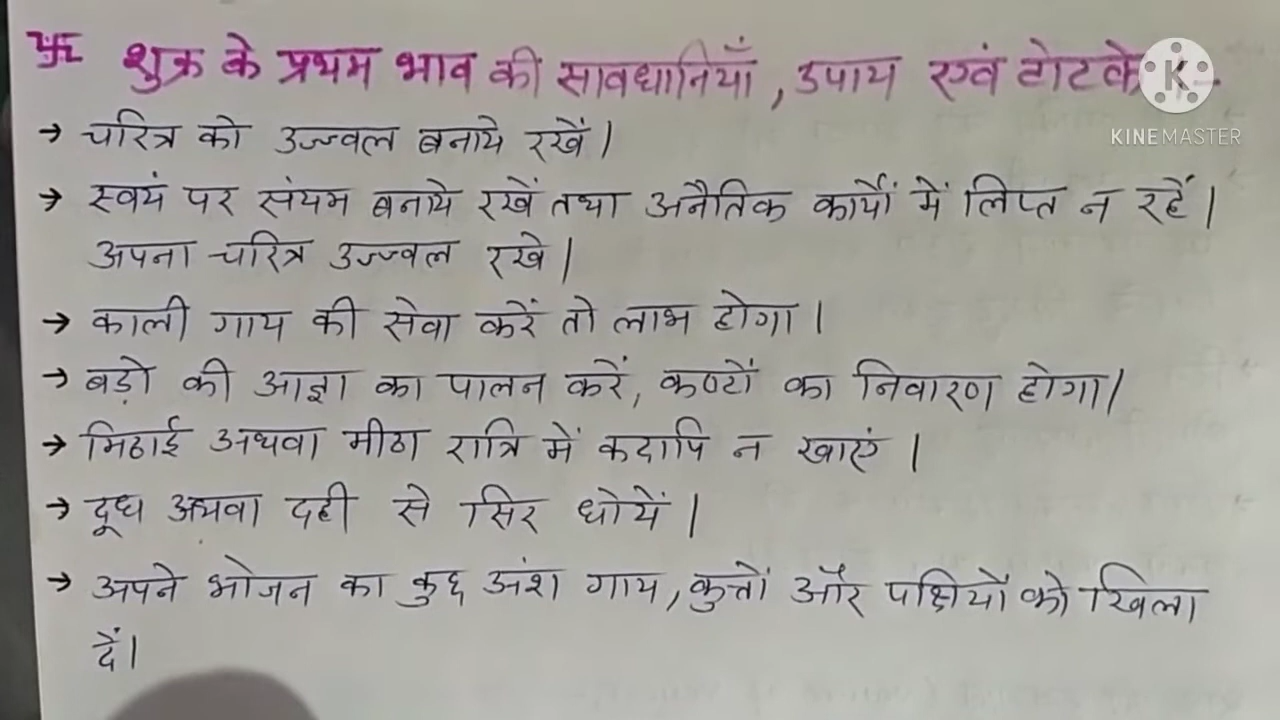 卐 शुक्र के प्रथम भाव की सावधानियाँ, उपाय एवं टोटके :-
K
KINEMASTER
→ चरित्र को उज्ज्वल बनाये रखें।
→ स्वयं पर संयम बनाये रखें तथा अनैतिक कार्यों में लिप्त न रहें।
अपना चरित्र उज्ज्वल रखे।
→ काली गाय की सेवा करें तो लाभ होगा।
→ बड़ो की आज्ञा का पालन करें, कष्टों का निवारण होगा।
→ मिठाई अथवा मीठा रात्रि में कदापि न खाएं।
→ दूध अथवा दही से सिर धोयें।
→ अपने भोजन का कुछ अंश गाय, कुत्तों और पक्षियों को खिला
दें।